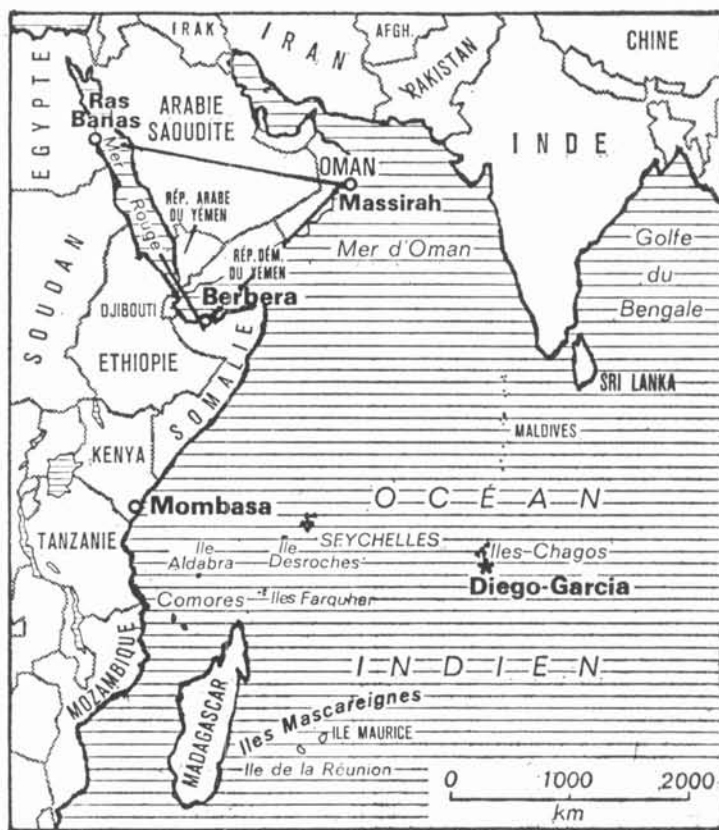 IRAK
IRAN
AFGH.
CHINE
PAKISTAN
EGYPTE
Ras
Banas
ARABIE
SAOUDITE
INDE
OMAN
Massirah
Mer
Rouge
RÉP. ARABE
DU YÉMEN
RÉP. DÉM.
DU YEMEN
Mer d'Oman
Golfe
du
Bengale
SOUDAN
DJIBOUTI
Berbera
ETHIOPIE
SOMALIE
SRI LANKA
MALDIVES
KENYA
Mombasa
OCÉAN
TANZANIE
SEYCHELLES
Ile
Aldabra
Ile
Desroches
Iles-Chagos
Diego-Garcia
Comores
Iles Farquhar
MOZAMBIQUE
INDIEN
MADAGASCAR
Iles Mascareignes
ILE MAURICE
Ile de la Réunion
0 1000 2000
km